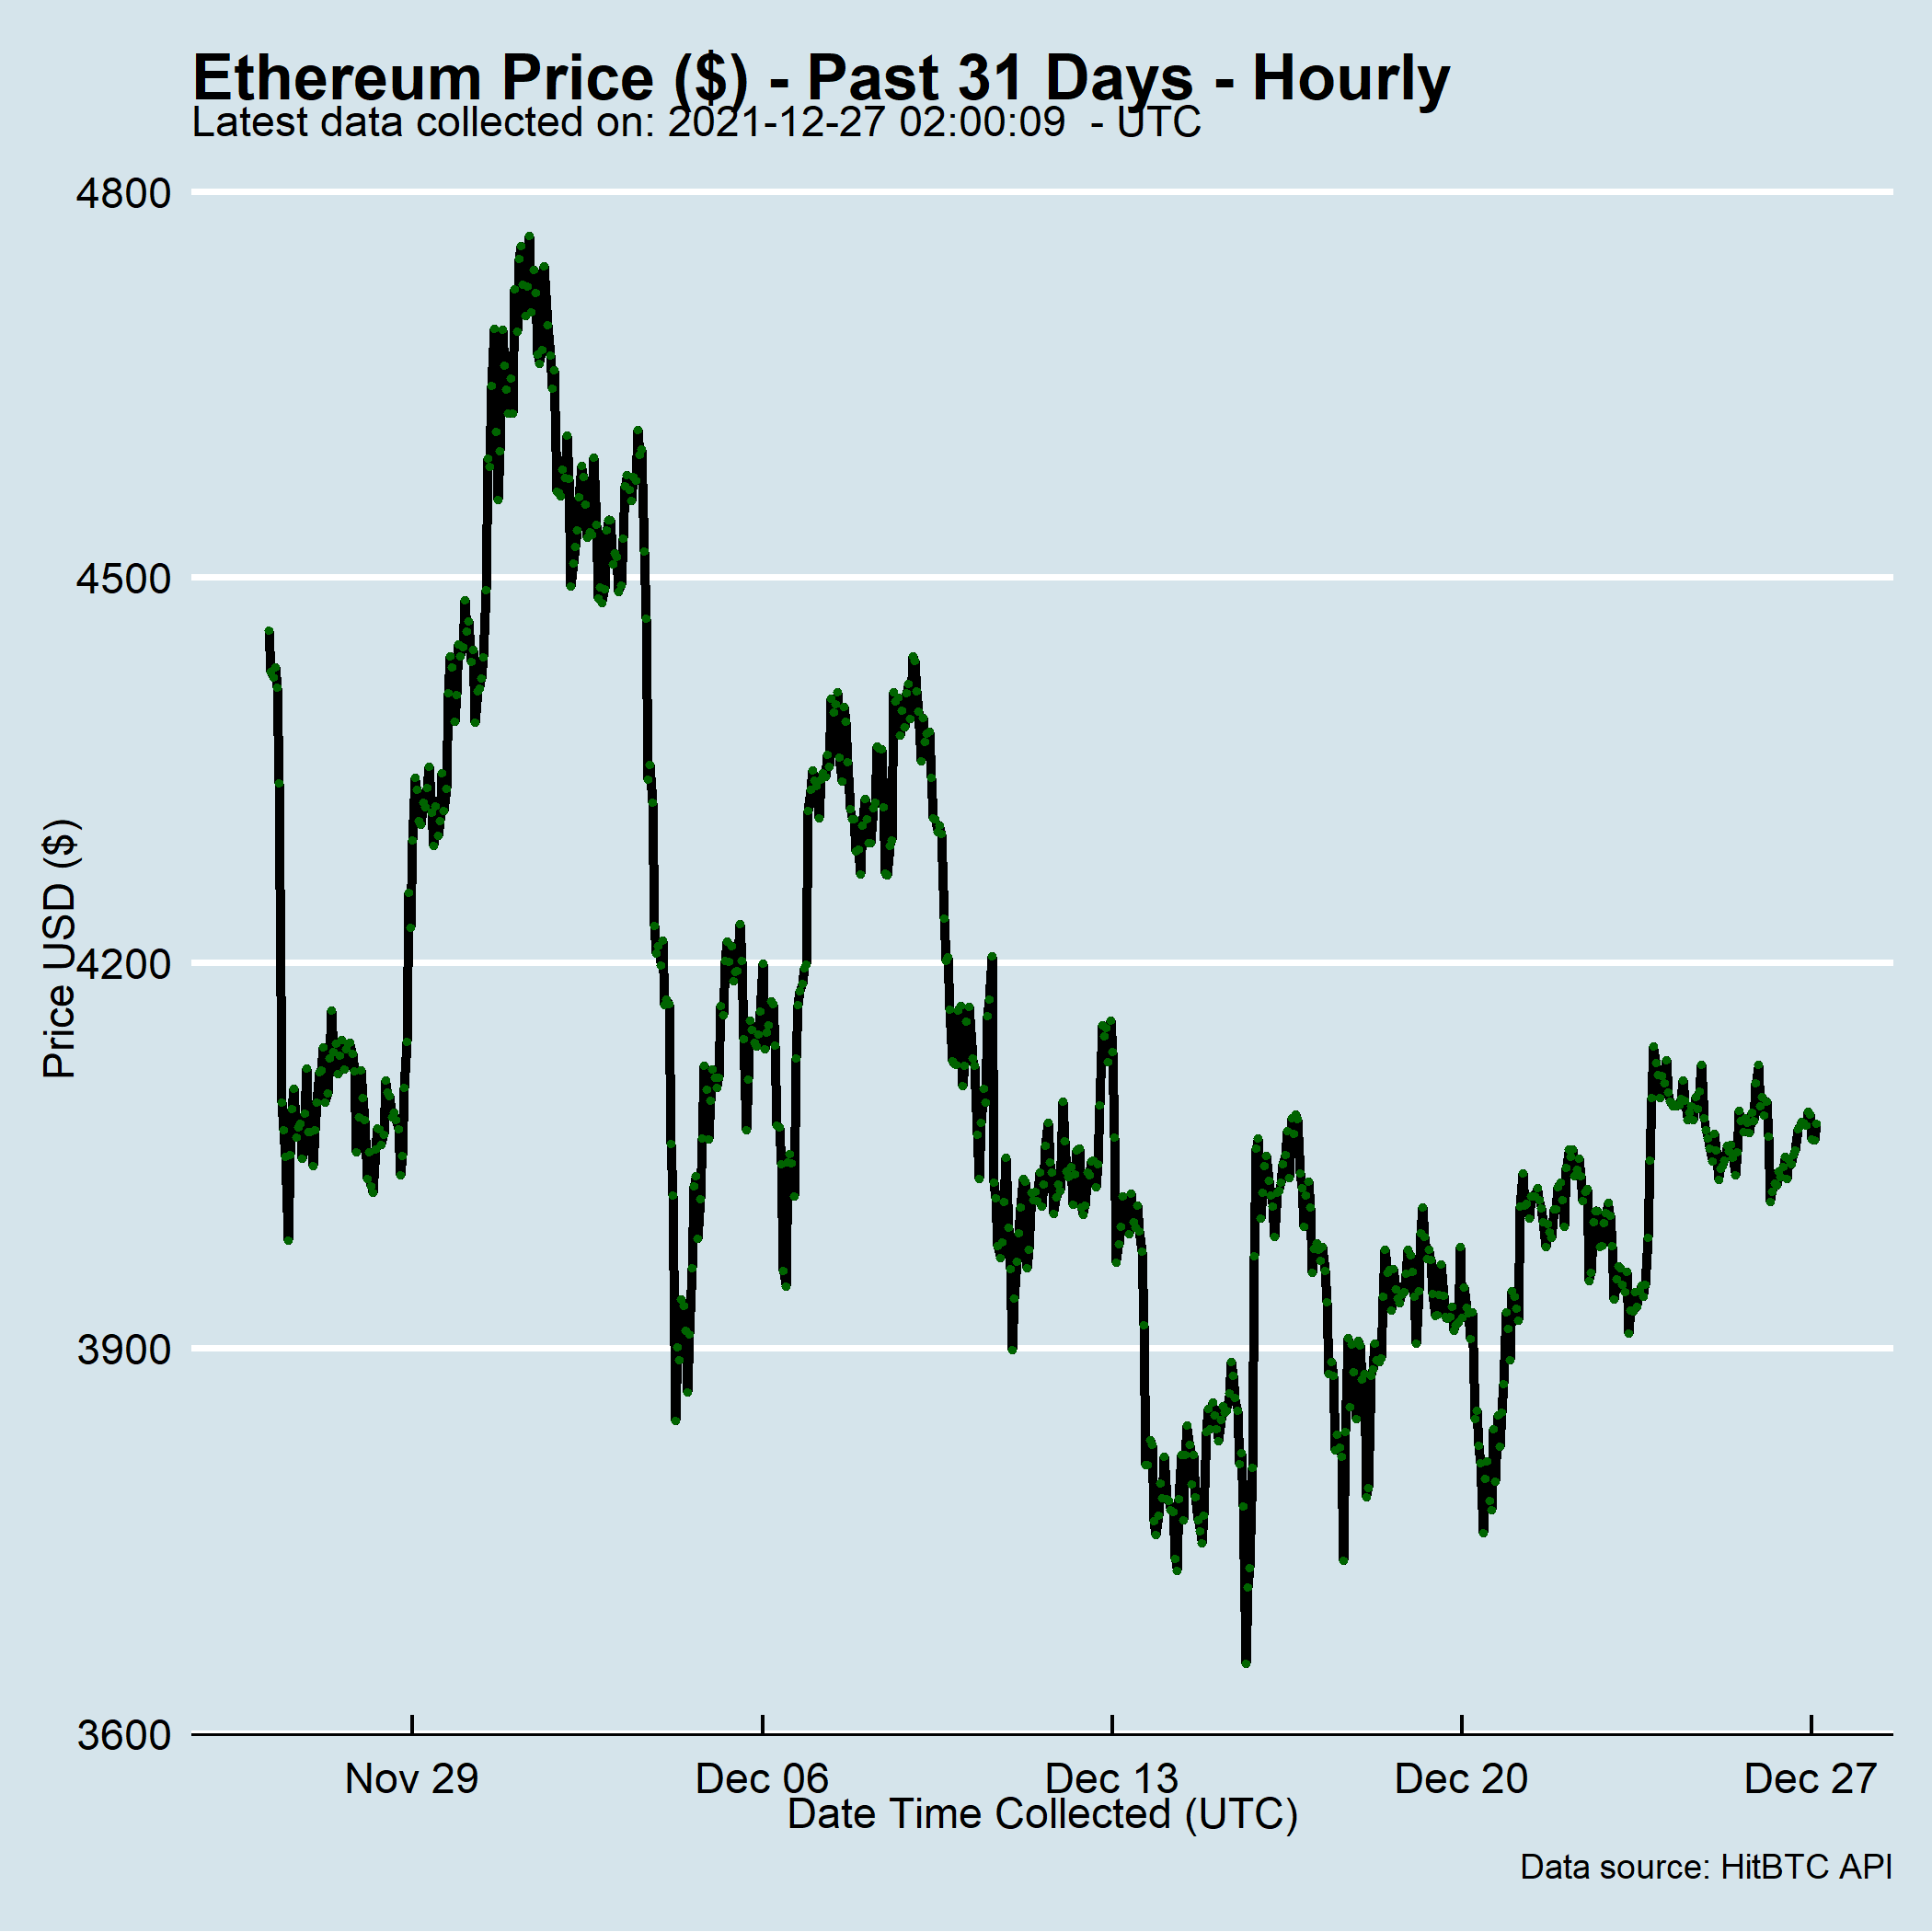 Ethereum Price ($) - Past 31 Days - Hourly
Latest data collected on: 2021-12-27 02:00:09  - UTC
4800
4500
4200
3900
3600
Price USD ($)
Nov 29
Dec 06
Dec 13
Dec 20
Dec 27
Date Time Collected (UTC)
Data source: HitBTC API